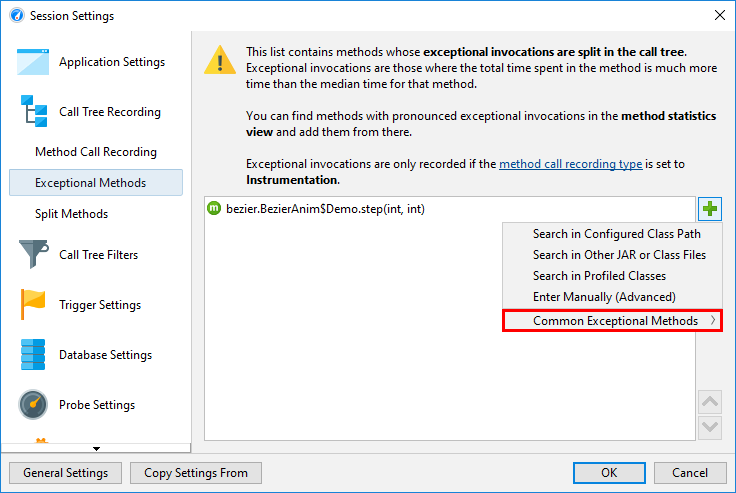 Session Settings
Application Settings
Call Tree Recording
Method Call Recording
Exceptional Methods
Split Methods
Call Tree Filters
Trigger Settings
Database Settings
Probe Settings
This list contains methods whose exceptional invocations are split in the call tree.
Exceptional invocations are those where the total time spent in the method is much more
time than the median time for that method.
You can find methods with pronounced exceptional invocations in the method statistics
view and add them from there.
Exceptional invocations are only recorded if the method call recording type is set to
Instrumentation.
m bezier.BezierAnim$Demo.step(int, int)
Search in Configured Class Path
Search in Other JAR or Class Files
Search in Profiled Classes
Enter Manually (Advanced)
Common Exceptional Methods
General Settings
Copy Settings From
OK
Cancel